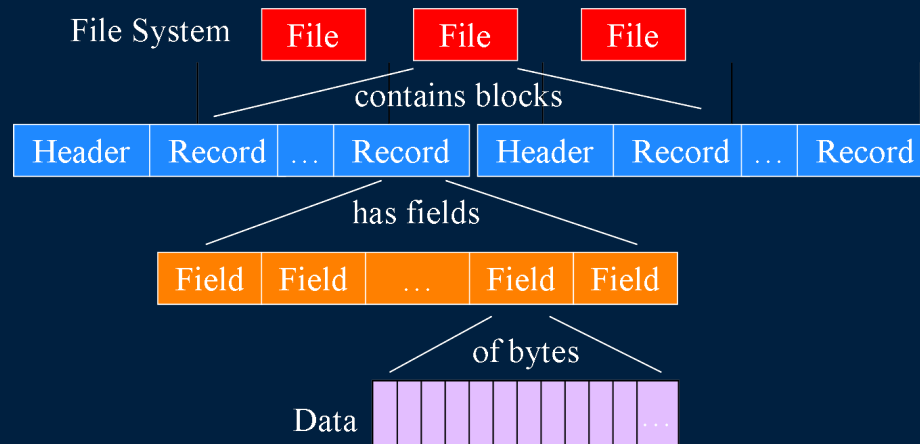 File System File File File
contains blocks
Header Record ... Record Header Record ... Record
has fields
Field Field ... Field Field
of bytes
Data ...